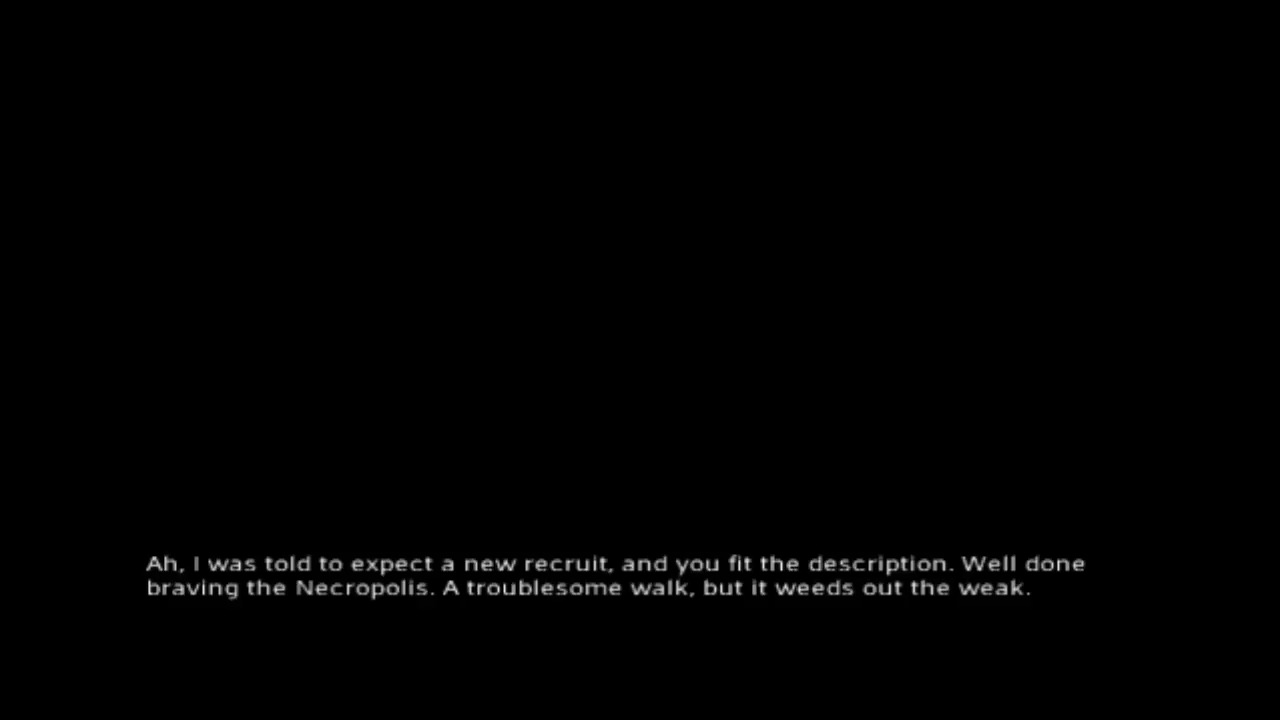 Ah, I was told to expect a new recruit, and you fit the description. Well done
braving the Necropolis. A troublesome walk, but it weeds out the weak.